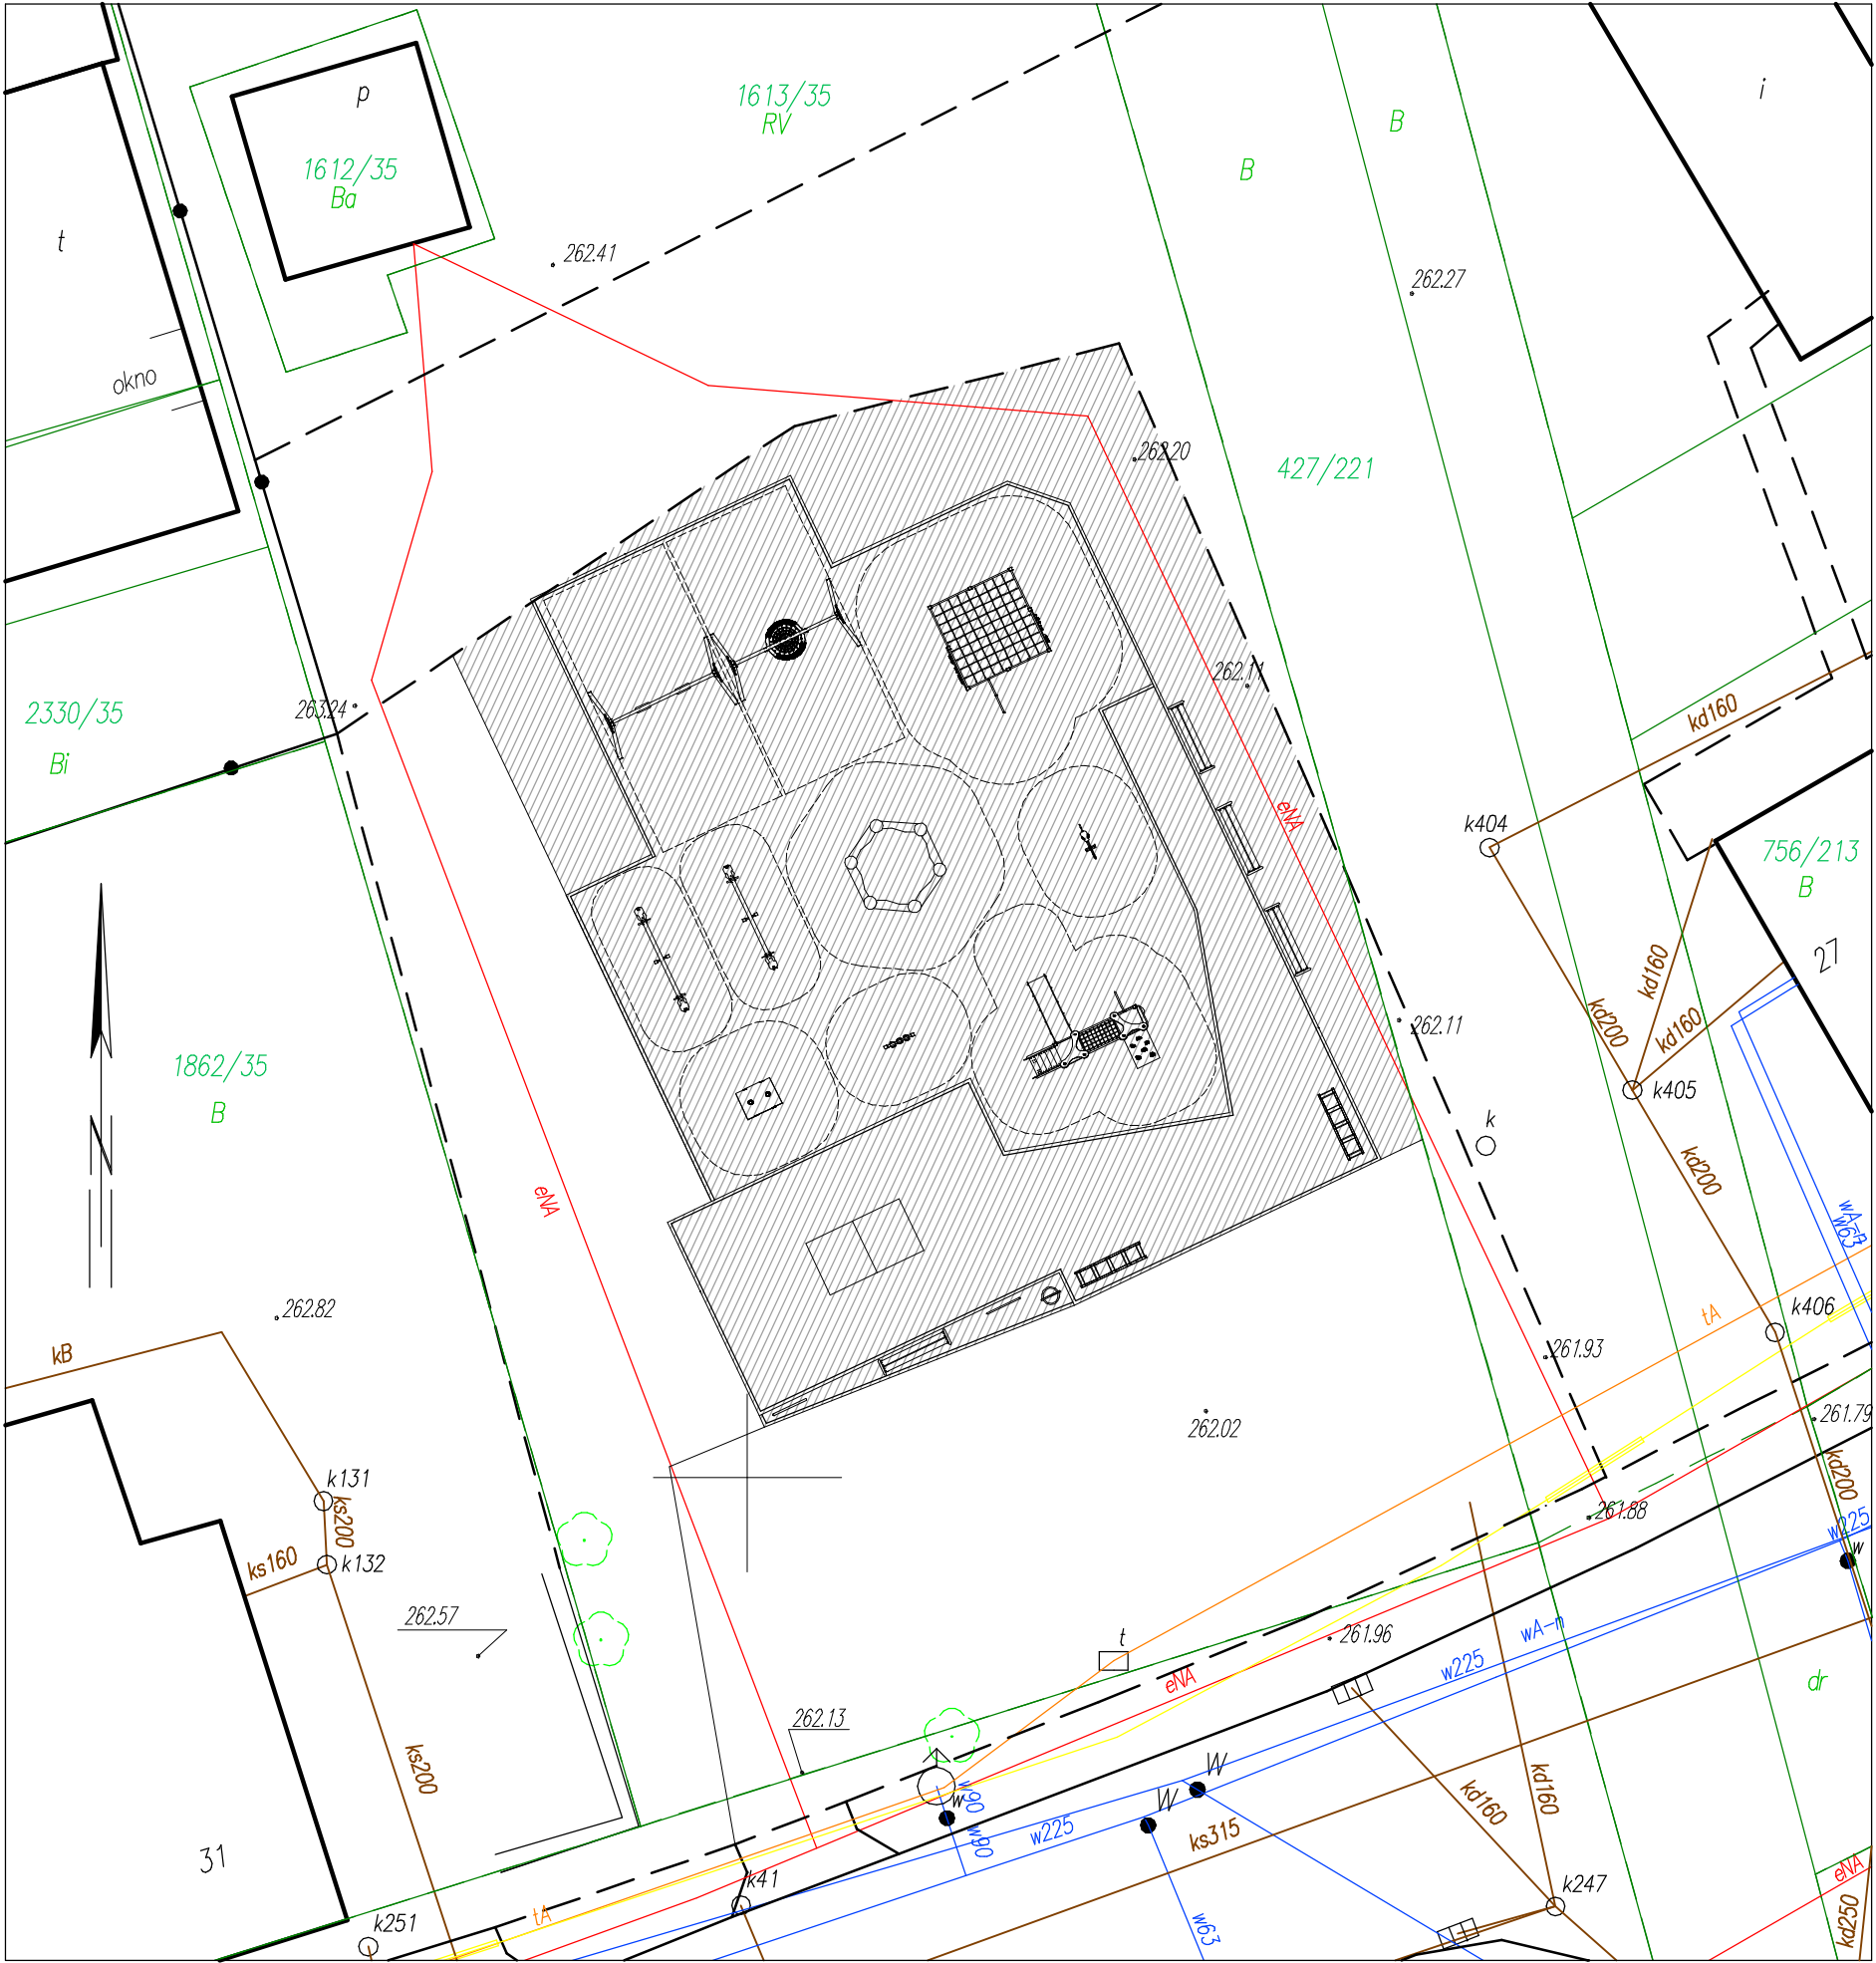 p
i
1613/35
RV
B
B
1612/35
Ba
t
262.41
262.27
okno
262.20
427/221
262.11
2330/35
263.24
Bi
kd160
eNA
k404
756/213
B
27
kd160
kd200
kd160
262.11
1862/35
B
k405
k
kd200
eNA
wA-n
w63
N
262.82
k406
tA
kB
261.93
261.79
262.02
k131
ks200
kd200
261.88
w225
w
ks160
k132
262.57
t
261.96
wA-n
w225
eNA
dr
262.13
ks200
W
w90
w
W
kd160
kd160
w90
w225
ks315
31
k41
k247
eNA
tA
k251
w63
kd250